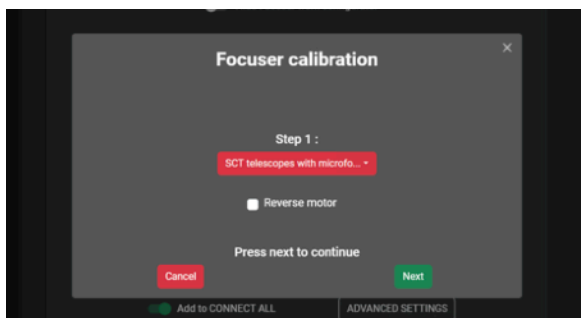 Focuser calibration
×
Step 1 :
SCT telescopes with microfo...
Reverse motor
Press next to continue
Cancel
Next
Add to CONNECT ALL
ADVANCED SETTINGS